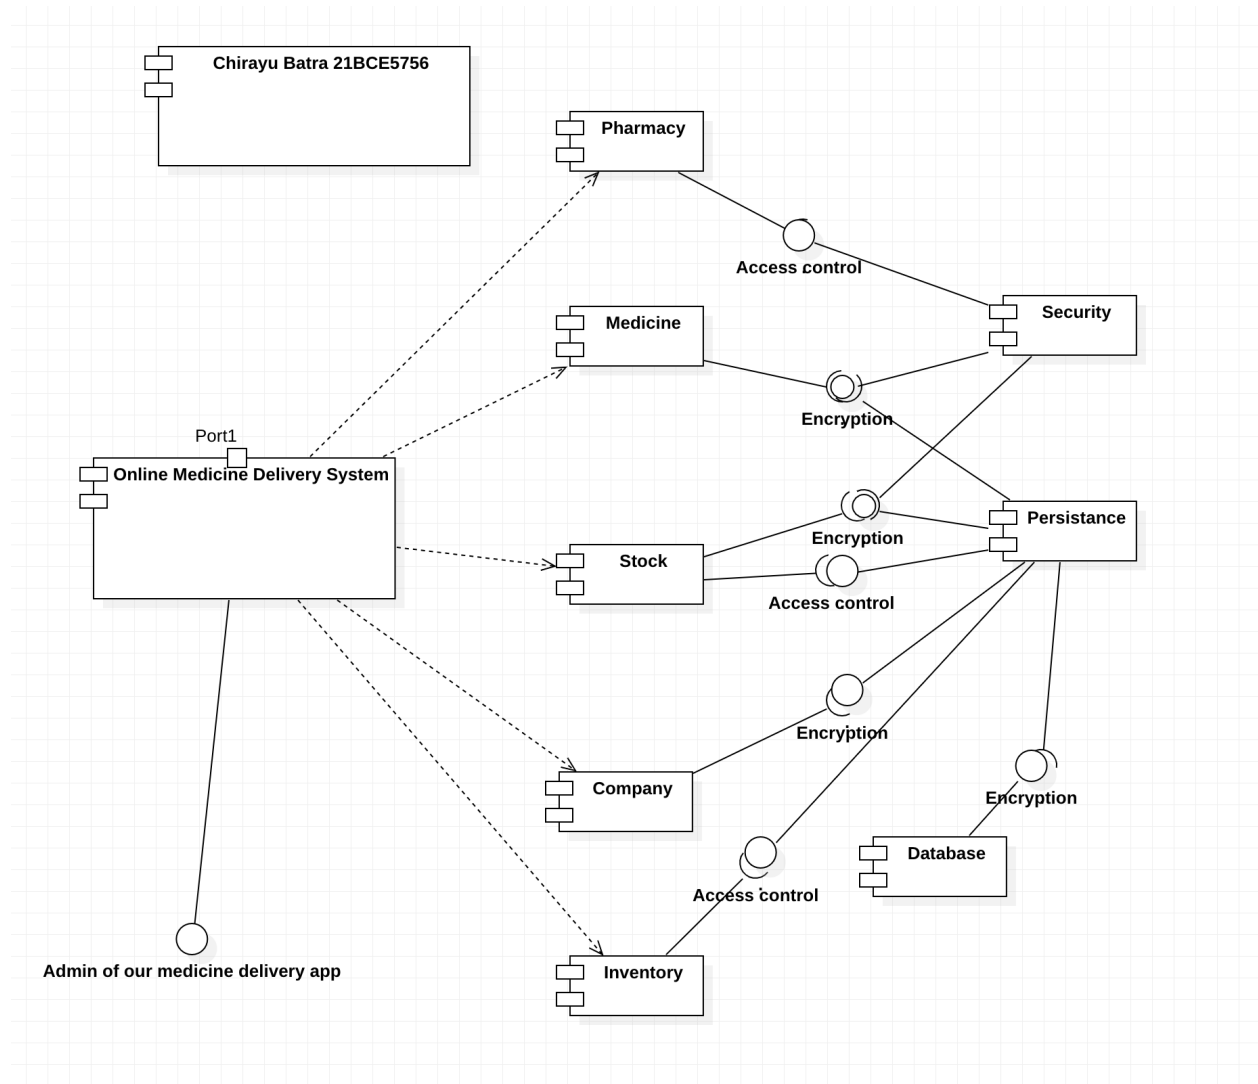 Chirayu Batra 21BCE5756
Pharmacy
Access control
Medicine
Security
Encryption
Port1
Online Medicine Delivery System
Persistance
Encryption
Stock
Access control
Encryption
Company
Encryption
Database
Access control
Admin of our medicine delivery app
Inventory